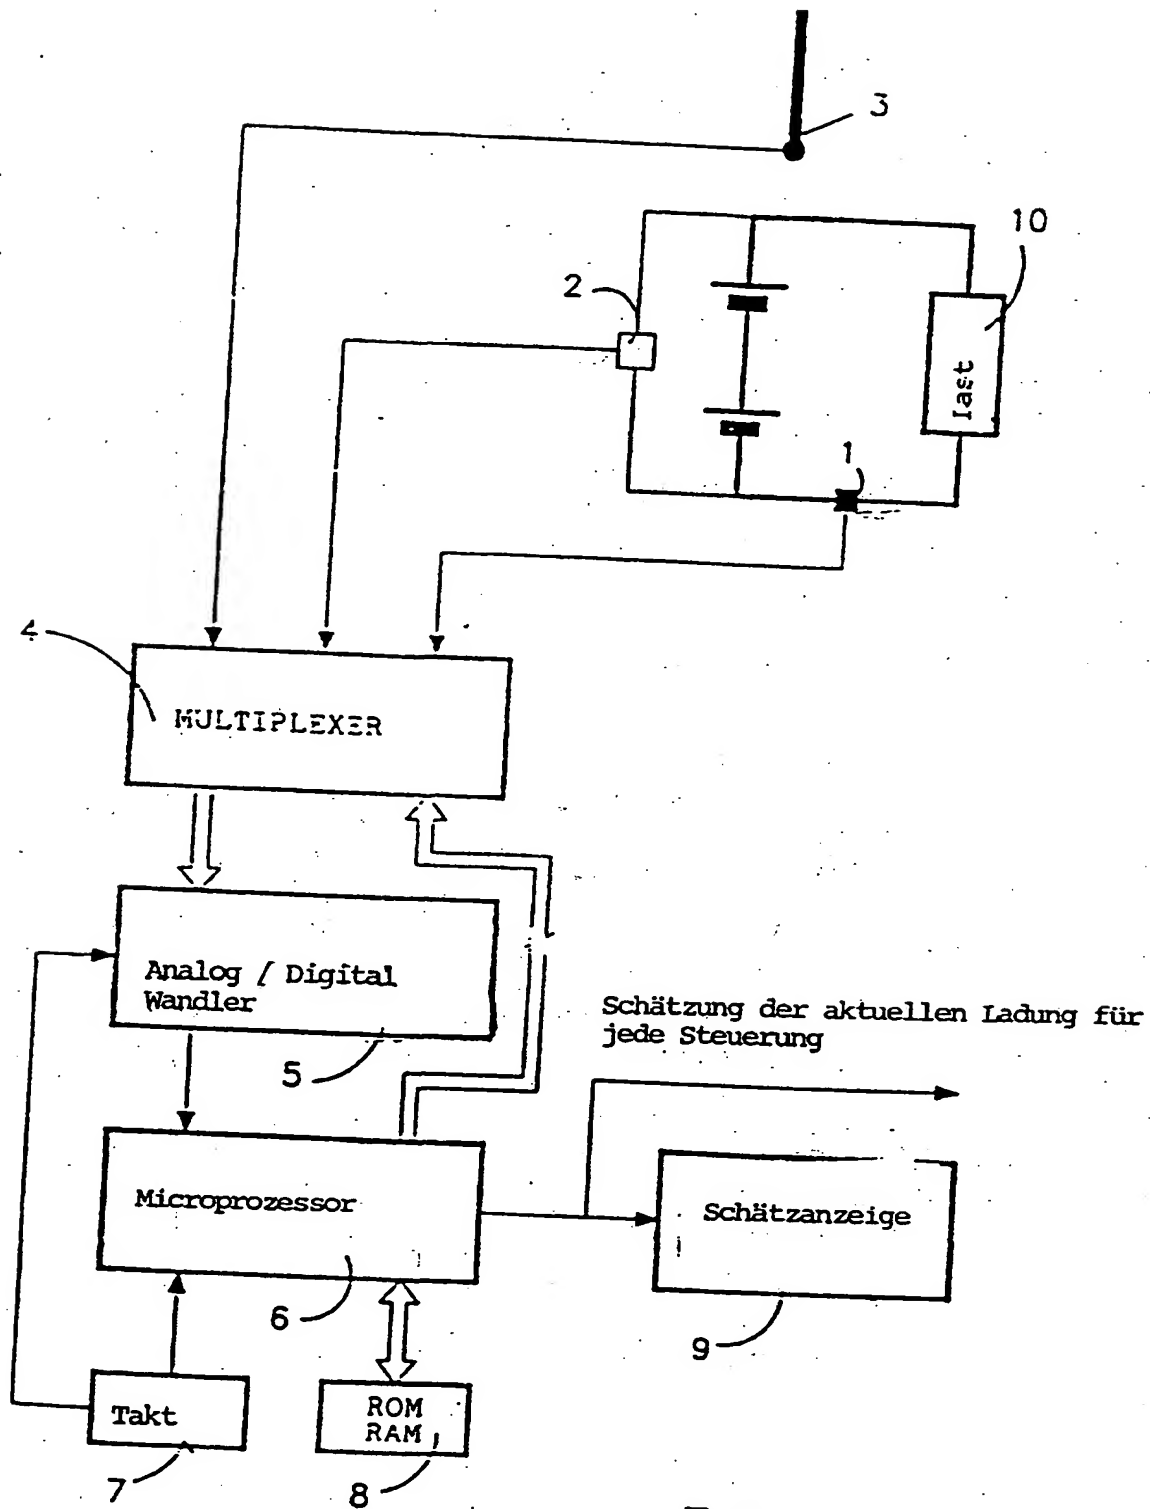 3
10
2
last
1
4
MULTIPLEXER
Analog / Digital
Wandler
5
Schätzung der aktuellen Ladung für
jede Steuerung
Microprozessor
Schätzanzeige
6
9
Takt
ROM
RAM
7
8